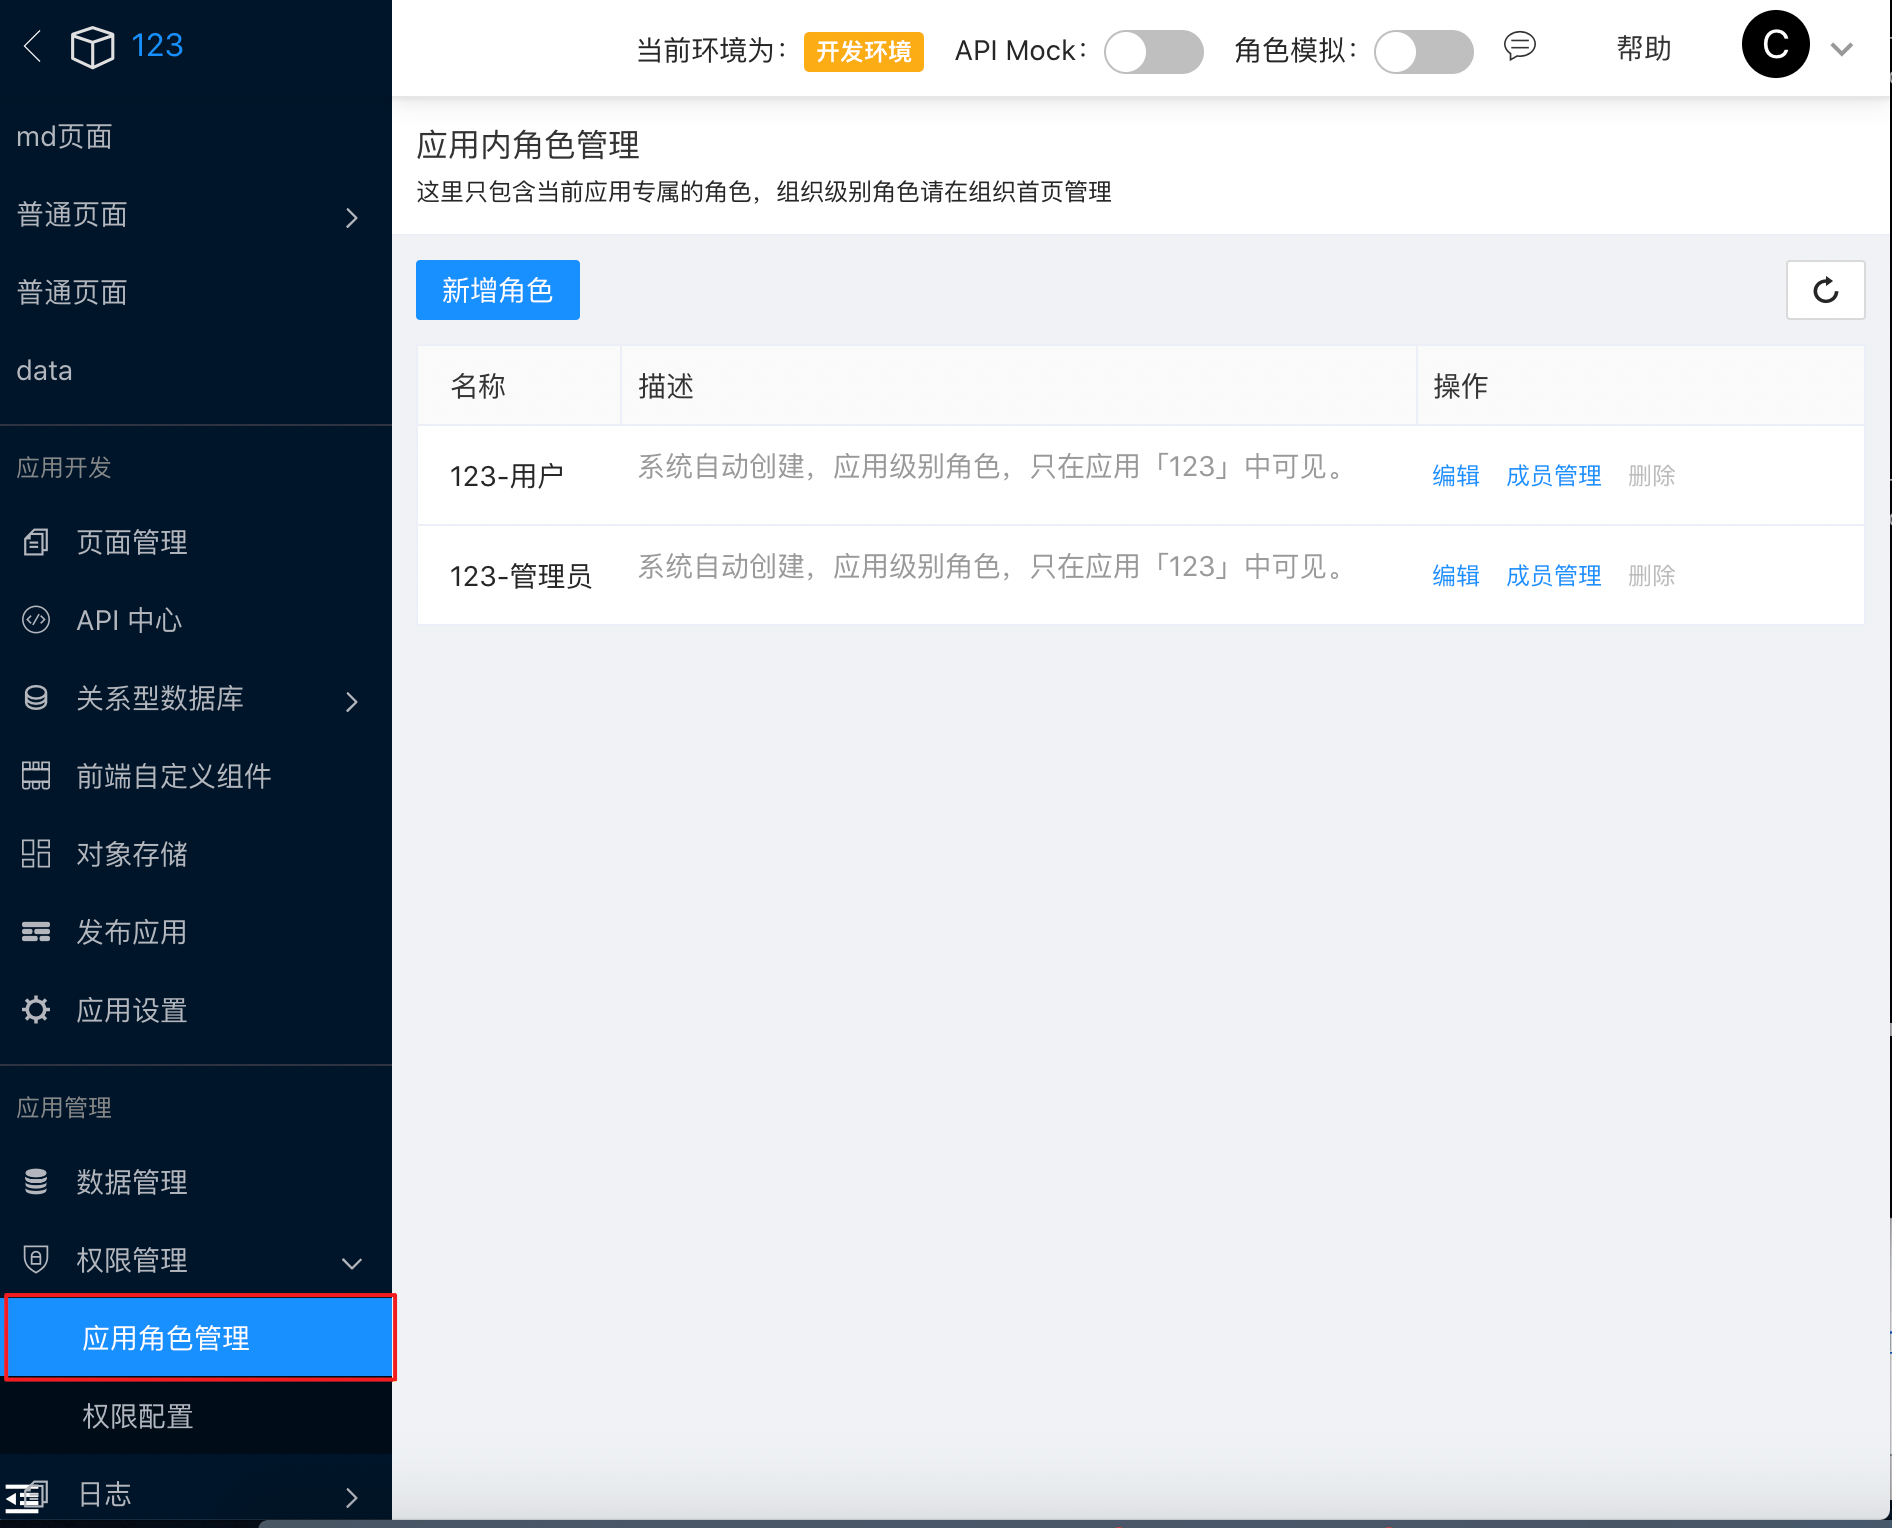 123
当前环境为：
开发环境
API Mock：
角色模拟：
帮助
C
md页面
普通页面
普通页面
data
应用开发
页面管理
API 中心
关系型数据库
前端自定义组件
对象存储
发布应用
应用设置
应用管理
数据管理
权限管理
应用角色管理
权限配置
日志
应用内角色管理
这里只包含当前应用专属的角色，组织级别角色请在组织首页管理
新增角色
名称 描述 操作
123-用户 系统自动创建，应用级别角色，只在应用「123」中可见。 编辑 成员管理 删除
123-管理员 系统自动创建，应用级别角色，只在应用「123」中可见。 编辑 成员管理 删除